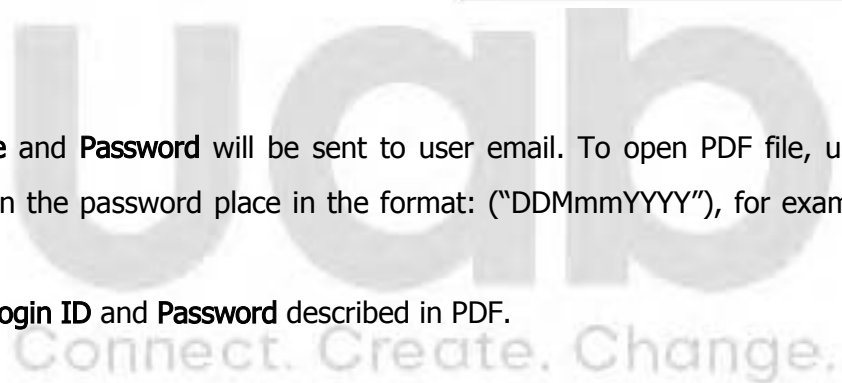 uab
e and Password will be sent to user email. To open PDF file, u
n the password place in the format: ("DDMmmYYYY"), for exam
ogin ID and Password described in PDF.
Connect. Create. Change.